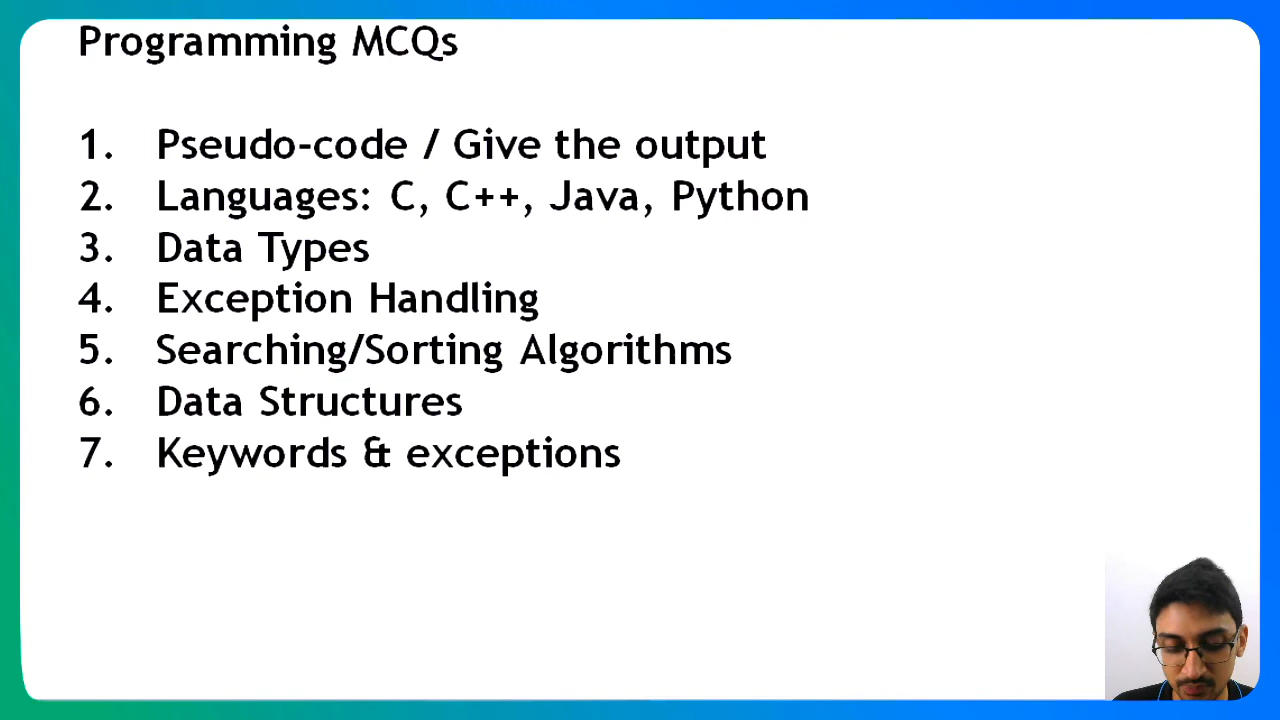 Programming MCQs
1. Pseudo-code / Give the output
2. Languages: C, C++, Java, Python
3. Data Types
4. Exception Handling
5. Searching/Sorting Algorithms
6. Data Structures
7. Keywords & exceptions